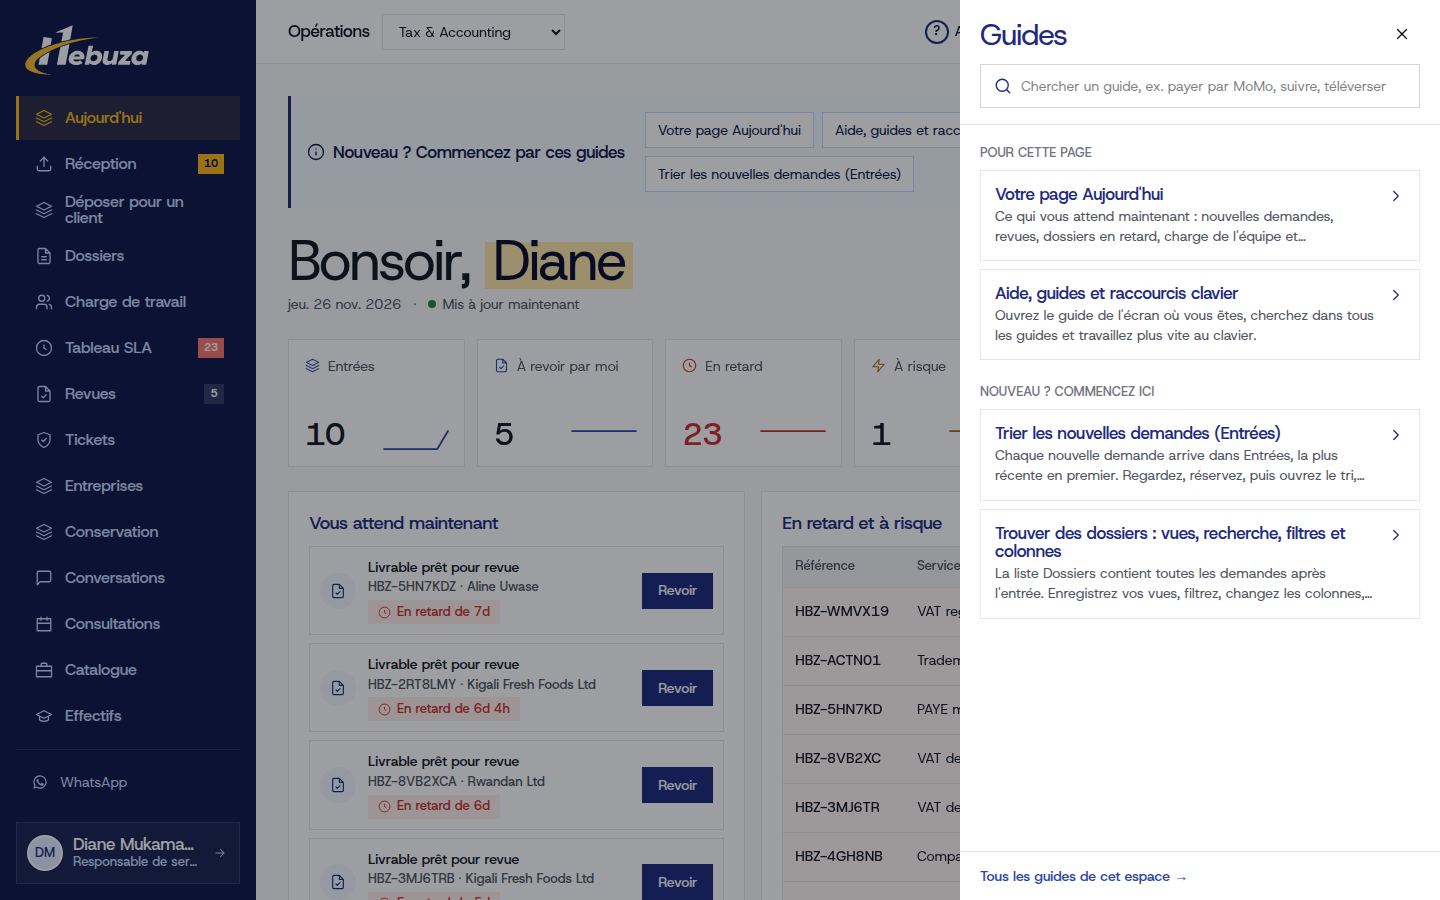 Hebuza
Aujourd'hui
Réception 10
Déposer pour un
client
Dossiers
Charge de travail
Tableau SLA 23
Revues 5
Tickets
Entreprises
Conservation
Conversations
Consultations
Catalogue
Effectifs
WhatsApp
DM
Diane Mukama...
Responsable de ser...
Opérations
Tax & Accounting
?
Nouveau ? Commencez par ces guides
Votre page Aujourd'hui
Aide, guides et racc
Trier les nouvelles demandes (Entrées)
Bonsoir, Diane
jeu. 26 nov. 2026 · Mis à jour maintenant
Entrées
10
À revoir par moi
5
En retard
23
À risque
1
Vous attend maintenant
Livrable prêt pour revue
HBZ-5HN7KDZ · Aline Uwase
En retard de 7d
Revoir
Livrable prêt pour revue
HBZ-2RT8LMY · Kigali Fresh Foods Ltd
En retard de 6d 4h
Revoir
Livrable prêt pour revue
HBZ-8VB2XCA · Rwandan Ltd
En retard de 6d
Revoir
Livrable prêt pour revue
HBZ-3MJ6TRB · Kigali Fresh Foods Ltd
Revoir
En retard et à risque
Référence Service
HBZ-WMVX19 VAT reg
HBZ-ACTN01 Tradem
HBZ-5HN7KD PAYE m
HBZ-8VB2XC VAT de
HBZ-3MJ6TR VAT de
HBZ-4GH8NB Compa
Guides
Chercher un guide, ex. payer par MoMo, suivre, téléverser
POUR CETTE PAGE
Votre page Aujourd'hui
Ce qui vous attend maintenant : nouvelles demandes,
revues, dossiers en retard, charge de l'équipe et...
Aide, guides et raccourcis clavier
Ouvrez le guide de l'écran où vous êtes, cherchez dans tous
les guides et travaillez plus vite au clavier.
NOUVEAU ? COMMENCEZ ICI
Trier les nouvelles demandes (Entrées)
Chaque nouvelle demande arrive dans Entrées, la plus
récente en premier. Regardez, réservez, puis ouvrez le tri,...
Trouver des dossiers : vues, recherche, filtres et
colonnes
La liste Dossiers contient toutes les demandes après
l'entrée. Enregistrez vos vues, filtrez, changez les colonnes,...
Tous les guides de cet espace →